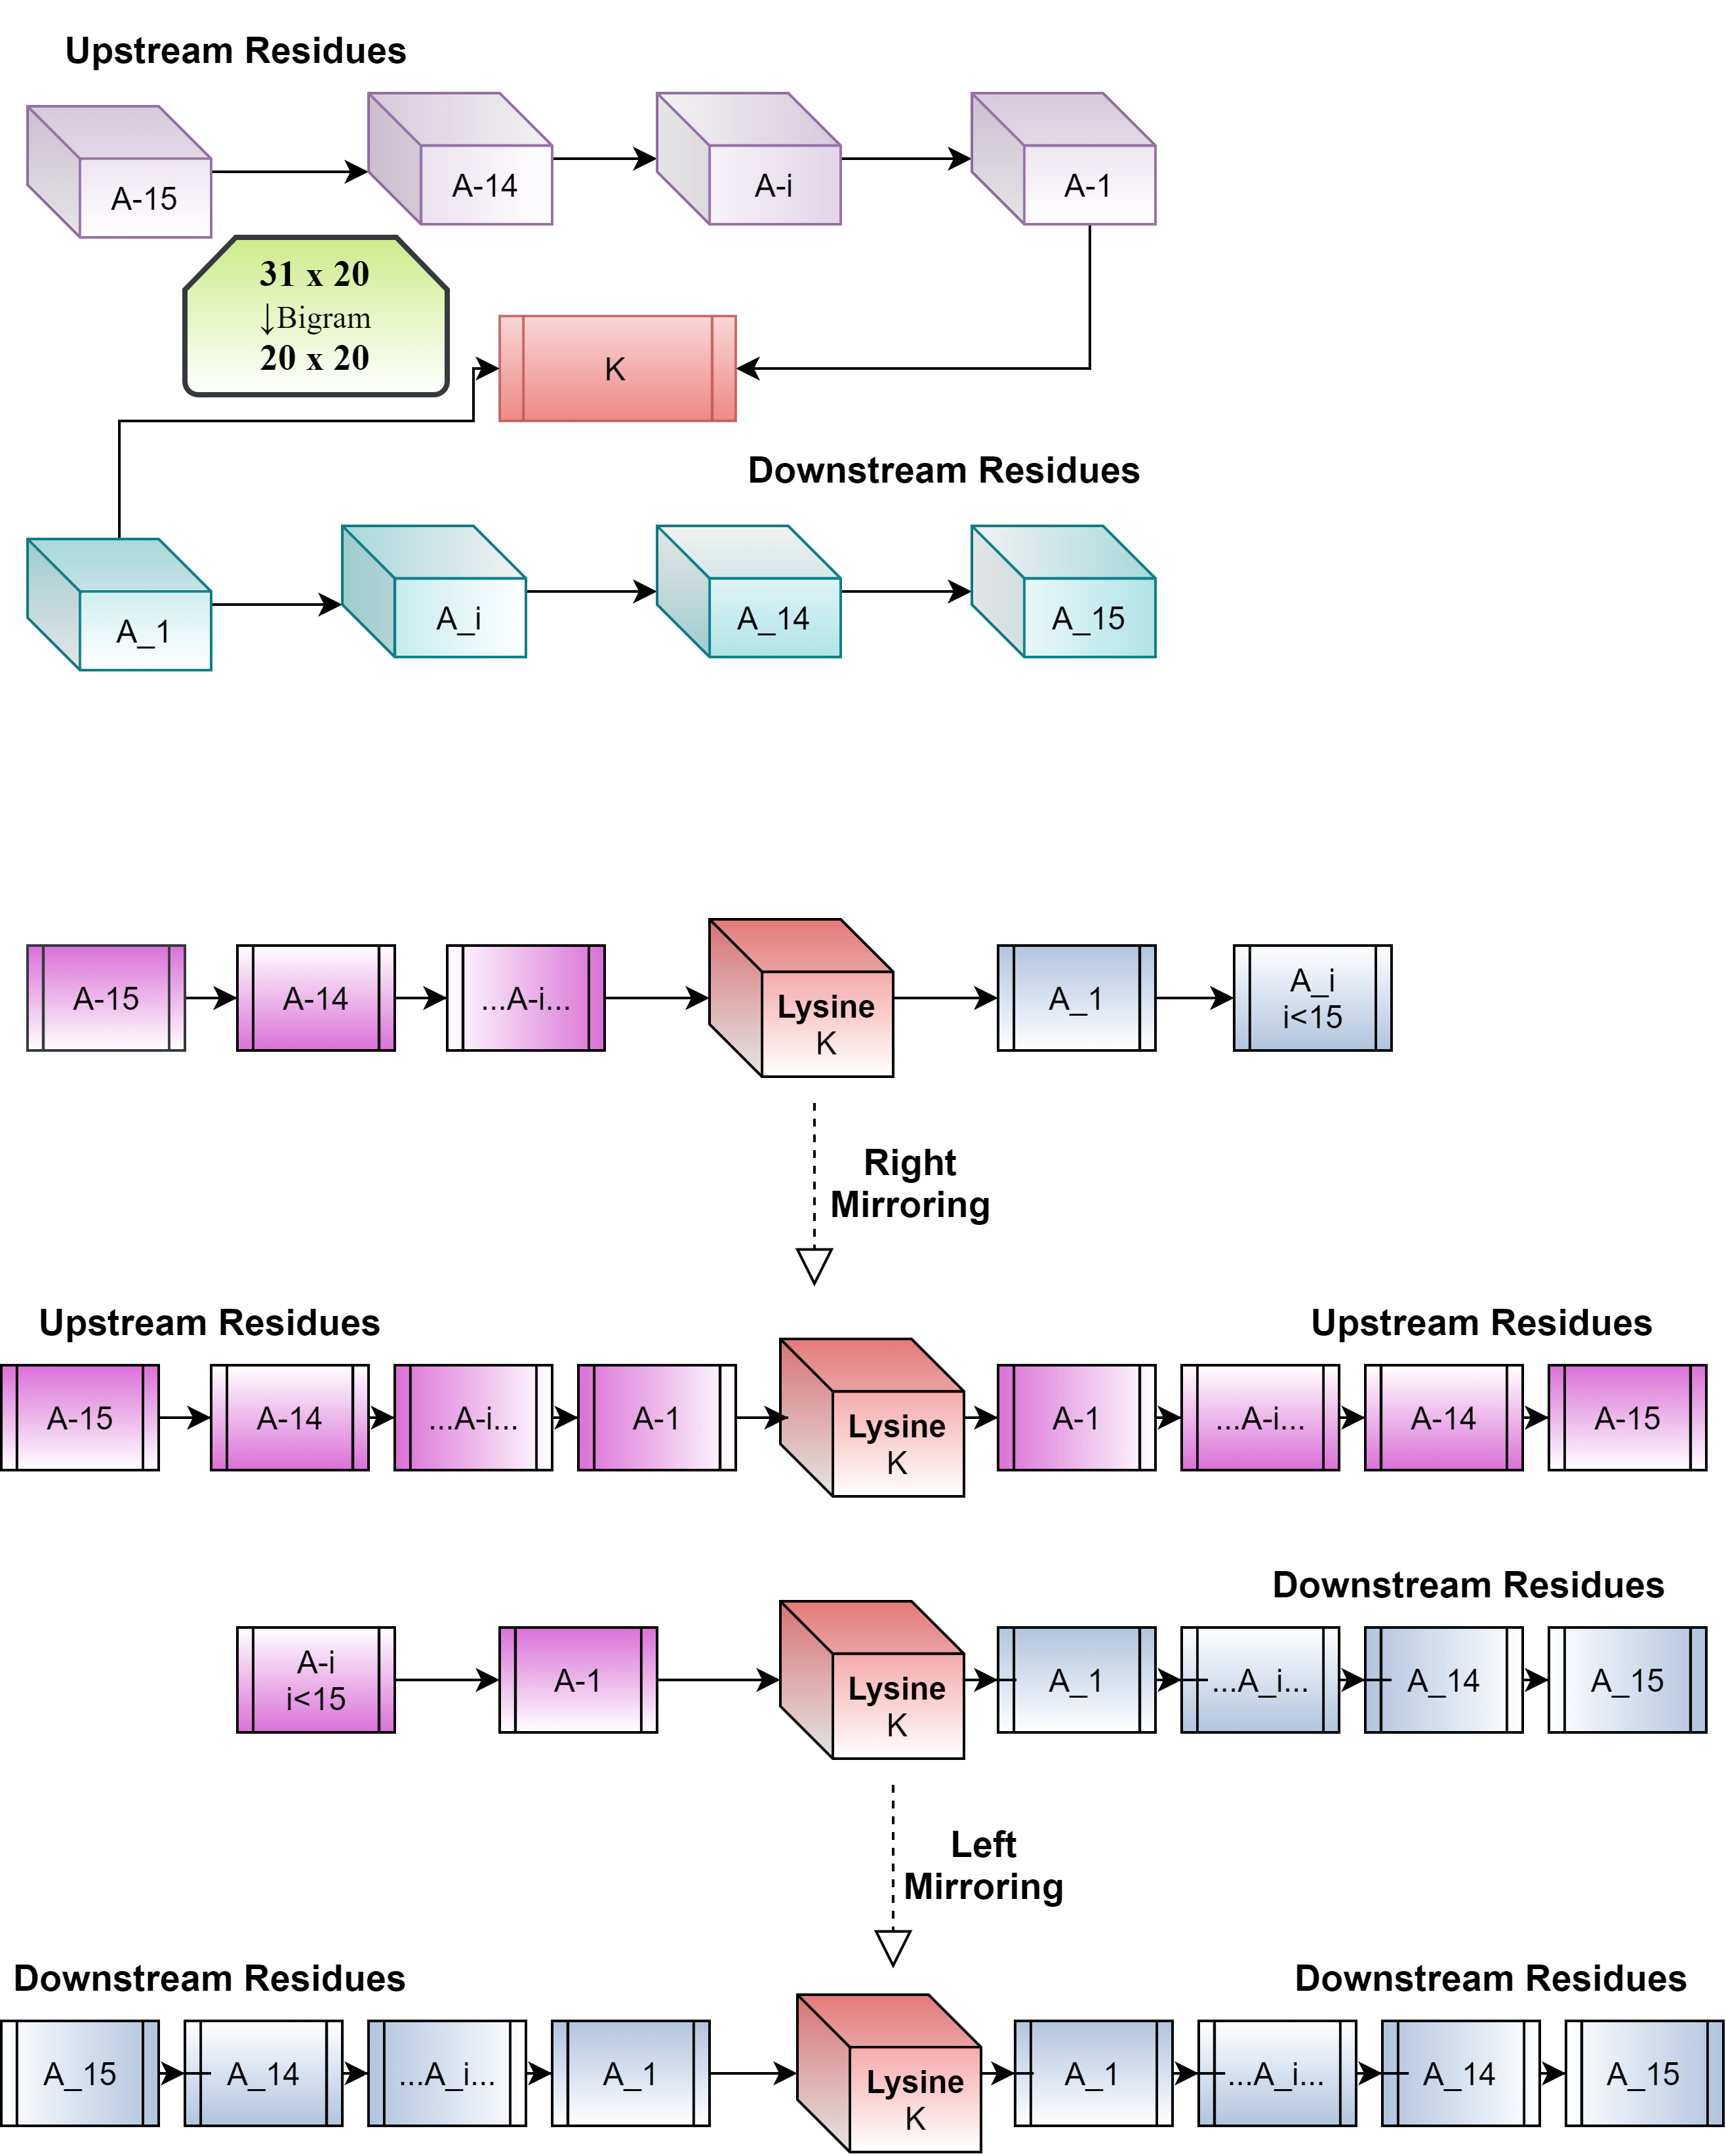 Upstream Residues
A-15
A-14
A-i
A-1
31 x 20
↓Bigram
20 x 20
K
Downstream Residues
A_1
A_i
A_14
A_15
A-15
A-14
...A-i...
Lysine
K
A_1
A_i
i<15
Right
Mirroring
Upstream Residues
Upstream Residues
A-15
A-14
...A-i...
A-1
Lysine
K
A-1
...A-i...
A-14
A-15
Downstream Residues
A-i
i<15
A-1
Lysine
K
A_1
...A_i...
A_14
A_15
Left
Mirroring
Downstream Residues
Downstream Residues
A_15
A_14
...A_i...
A_1
Lysine
K
A_1
...A_i...
A_14
A_15